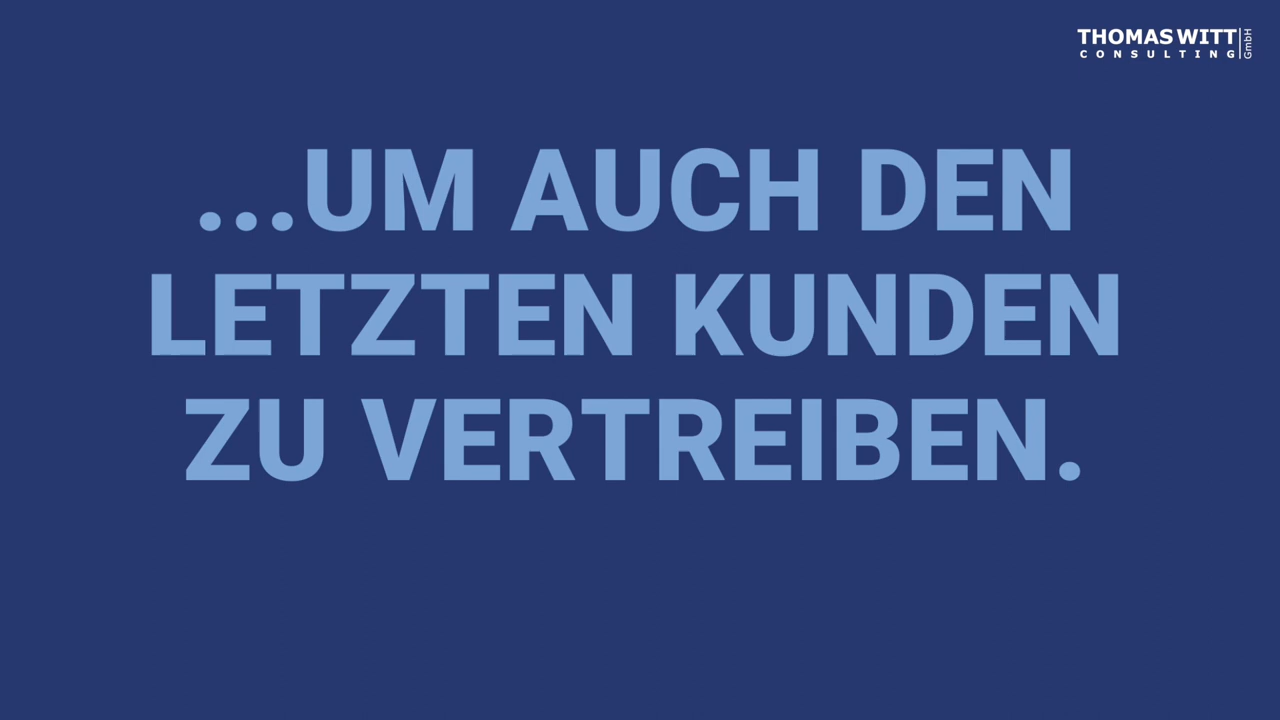 THOMAS WITT
CONSULTING
GmbH
...UM AUCH DEN
LETZTEN KUNDEN
ZU VERTREIBEN.